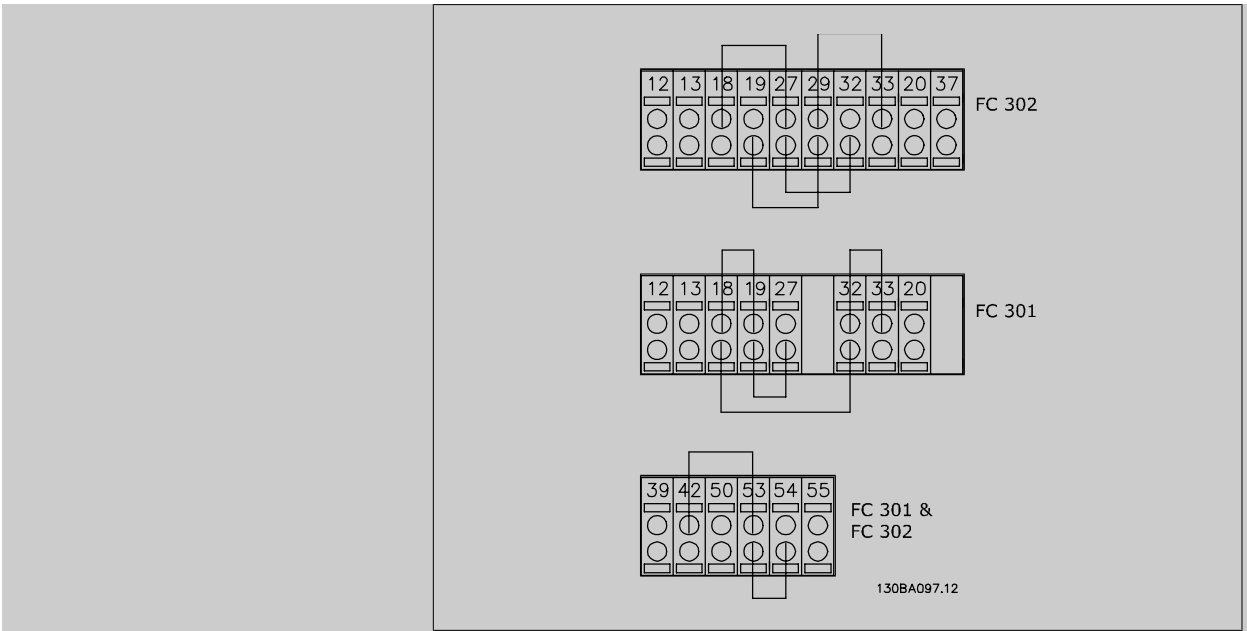 12 13 18 19 27 29 32 33 20 37
FC 302
12 13 18 19 27 32 33 20
FC 301
39 42 50 53 54 55
FC 301 &
FC 302
130BA097.12